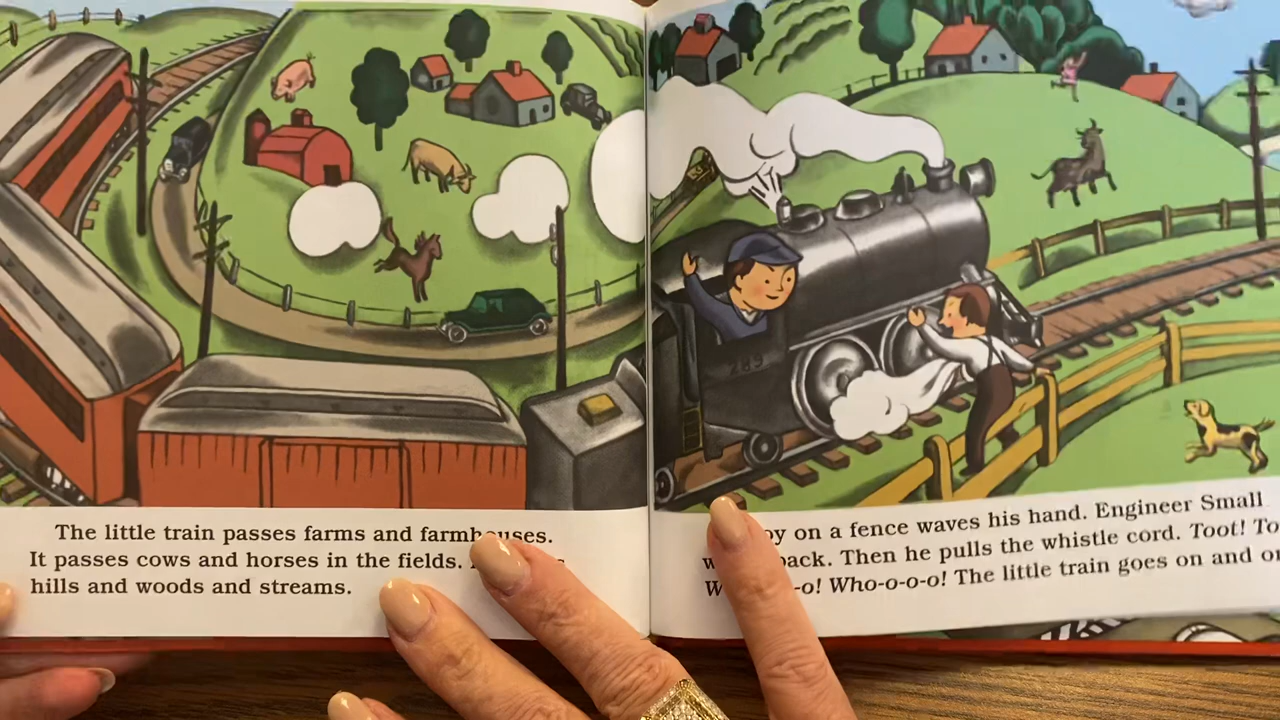 The little train passes farms and farmhouses.
It passes cows and horses in the fields.
hills and woods and streams.
on a fence waves his hand. Engineer Small
back. Then he pulls the whistle cord. Toot!
Who-o-o-o! The little train goes on and
289